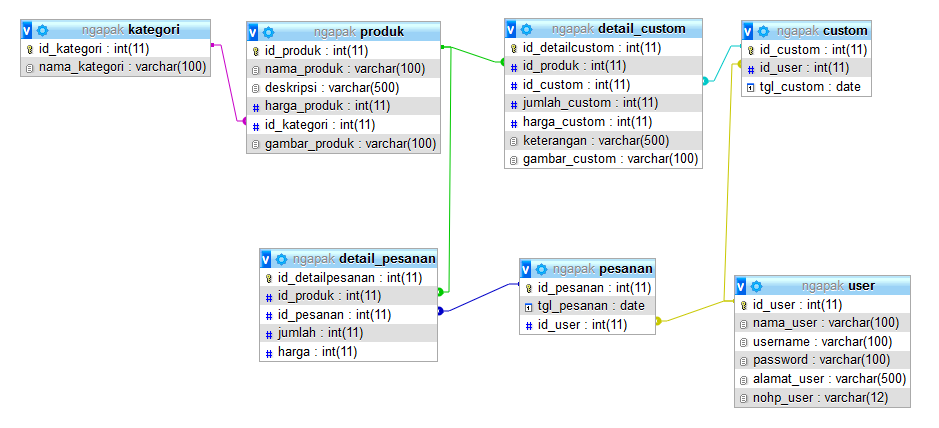 ngapak kategori
id_kategori : int(11)
nama_kategori : varchar(100)
ngapak produk
id_produk : int(11)
nama_produk : varchar(100)
deskripsi : varchar(500)
harga_produk : int(11)
id_kategori : int(11)
gambar_produk : varchar(100)
ngapak detail_custom
id_detailcustom : int(11)
id_produk : int(11)
id_custom : int(11)
jumlah_custom : int(11)
harga_custom : int(11)
keterangan : varchar(500)
gambar_custom : varchar(100)
ngapak custom
id_custom : int(11)
id_user : int(11)
tgl_custom : date
ngapak detail_pesanan
id_detailpesanan : int(11)
id_produk : int(11)
id_pesanan : int(11)
jumlah : int(11)
harga : int(11)
ngapak pesanan
id_pesanan : int(11)
tgl_pesanan : date
id_user : int(11)
ngapak user
id_user : int(11)
nama_user : varchar(100)
username : varchar(100)
password : varchar(100)
alamat_user : varchar(500)
nohp_user : varchar(12)